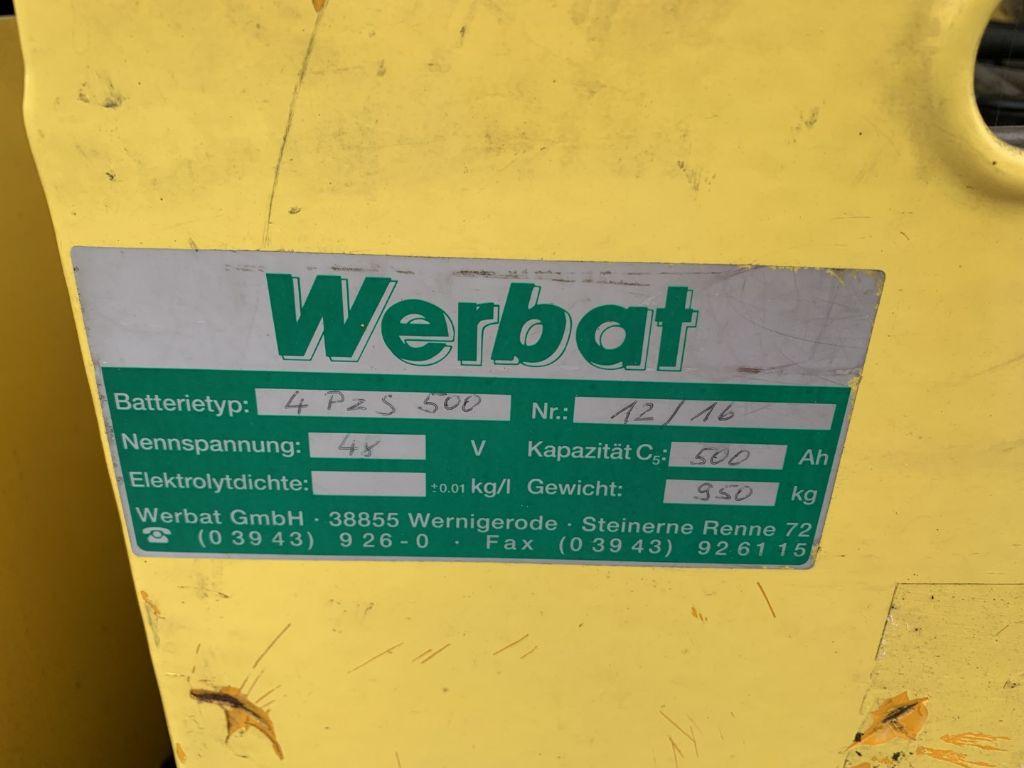 Werbat
Batterietyp: 4 PzS 500 Nr.: 12/16
Nennspannung: 48 V Kapazität C₅: 500 Ah
Elektrolytdichte: ±0.01 kg/l Gewicht: 950 kg
Werbat GmbH · 38855 Wernigerode · Steinerne Renne 72
☎ (0 39 43) 9 26-0 · Fax (0 39 43) 92 61 15